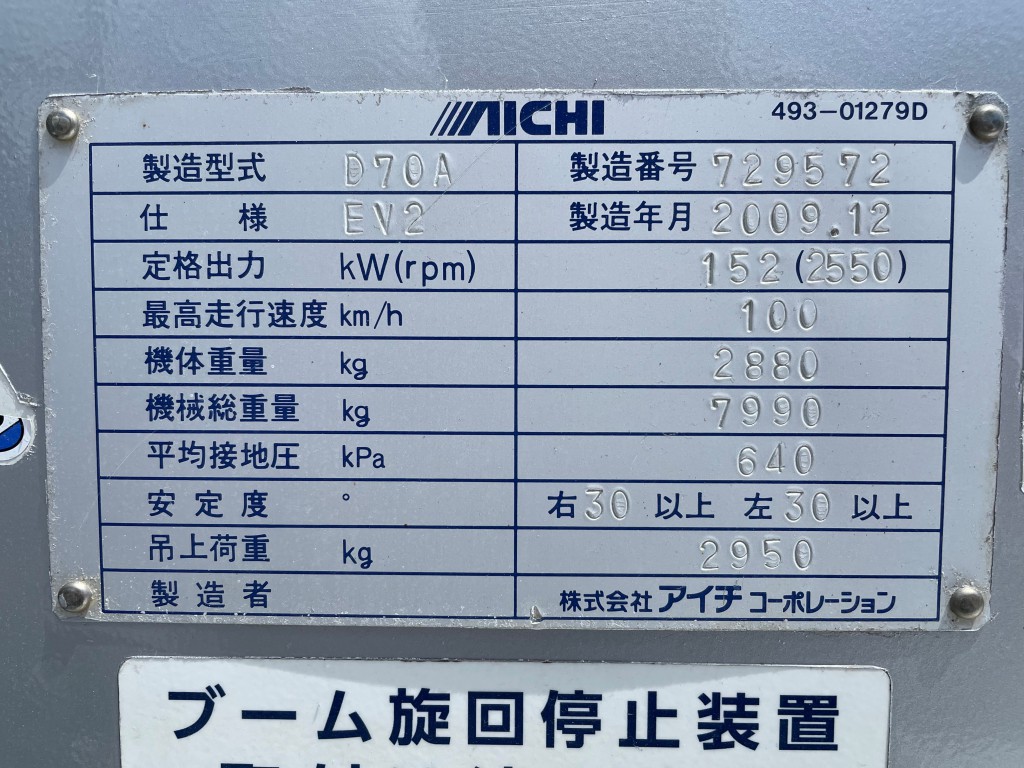 AICHI 493-01279D
製造型式 D70A 製造番号 729572
仕様 EV2 製造年月 2009.12
定格出力 kW(rpm) 152(2550)
最高走行速度 km/h 100
機体重量 kg 2880
機械総重量 kg 7990
平均接地圧 kPa 640
安定度 ° 右30以上 左30以上
吊上荷重 kg 2950
製造者 株式会社アイチコーポレーション
ブーム旋回停止装置